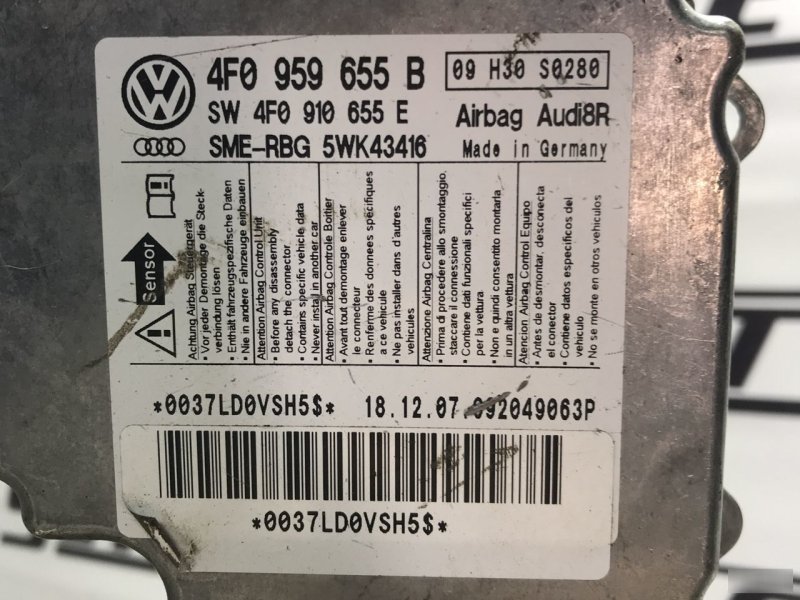 4F0 959 655 B
09 H30 S0280
SW 4F0 910 655 E
Airbag Audi8R
SME-RBG 5WK43416
Made in Germany
Sensor
Achtung Airbag Steuergerät
• Vor jeder Demontage die Steck-
verbindung lösen
• Enthält fahrzeugspezifische Daten
• Nie in andere Fahrzeuge einbauen
Attention Airbag Control Unit
• Before any disassembly
detach the connector
• Contains specific vehicle data
• Never install in another car
Attention Airbag Controle Boitier
• Avant tout demontage enlever
le connecteur
• Renferme des donnees spécifiques
a ce vehicule
• Ne pas installer dans d'autres
vehicules
Attenzione Airbag Centralina
• Prima di procedere allo smontaggio,
staccare il connessione
• Contiene dati funzionali specifici
per la vettura
• Non e quindi consentito montarla
in un altra vettura
Atencion Airbag Control Equipo
• Antes de desmontar, desconecta
el conector
• Contiene datos especificos del
vehiculo
• No se monte en otros vehiculos
*0037LD0VSH5$*
18.12.07 092049063P
*0037LD0VSH5$*